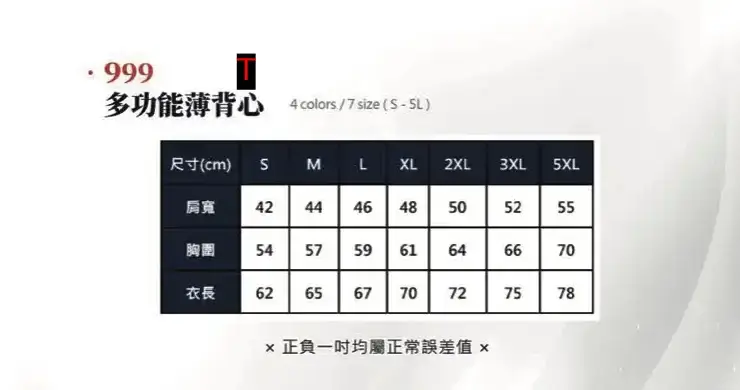 · 999
T
多功能薄背心 4 colors / 7 size ( S - 5L )
尺寸(cm) S M L XL 2XL 3XL 5XL
肩寬 42 44 46 48 50 52 55
胸圍 54 57 59 61 64 66 70
衣長 62 65 67 70 72 75 78
× 正負一吋均屬正常誤差值 ×